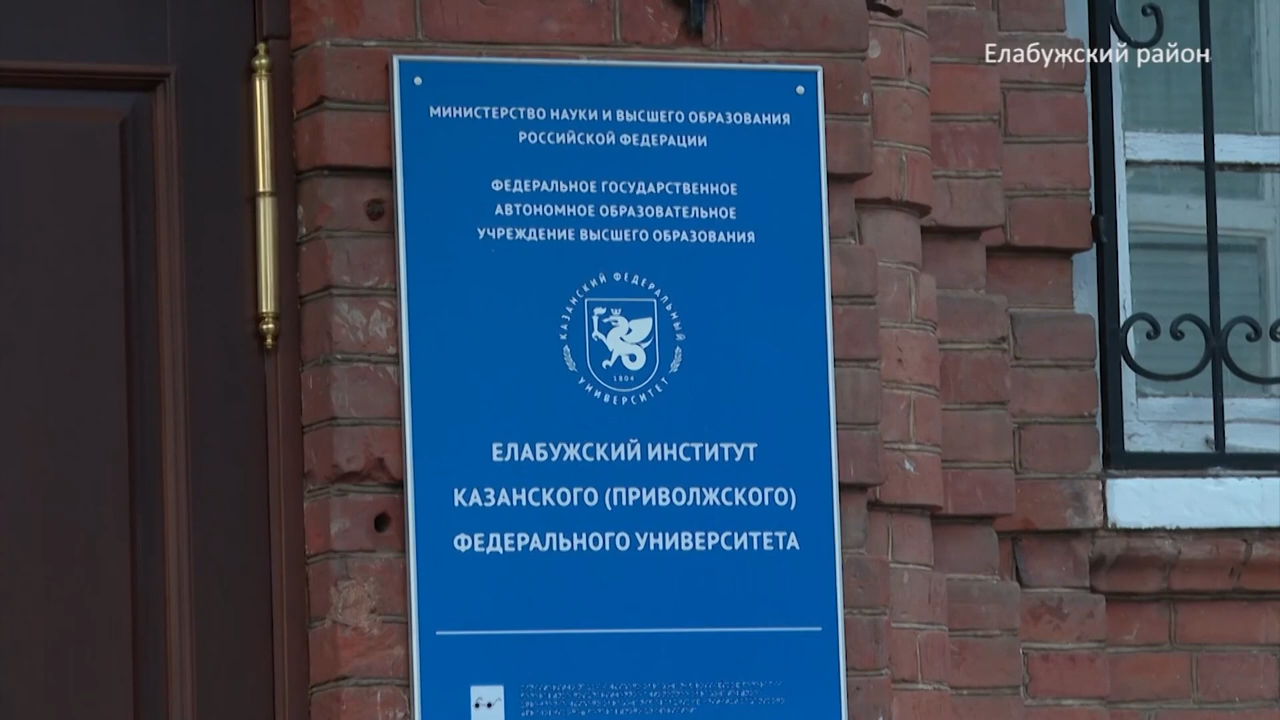 Елабужский район
МИНИСТЕРСТВО НАУКИ И ВЫСШЕГО ОБРАЗОВАНИЯ
РОССИЙСКОЙ ФЕДЕРАЦИИ
ФЕДЕРАЛЬНОЕ ГОСУДАРСТВЕННОЕ
АВТОНОМНОЕ ОБРАЗОВАТЕЛЬНОЕ
УЧРЕЖДЕНИЕ ВЫСШЕГО ОБРАЗОВАНИЯ
КАЗАНСКИЙ ФЕДЕРАЛЬНЫЙ
1804
УНИВЕРСИТЕТ
ЕЛАБУЖСКИЙ ИНСТИТУТ
КАЗАНСКОГО (ПРИВОЛЖСКОГО)
ФЕДЕРАЛЬНОГО УНИВЕРСИТЕТА